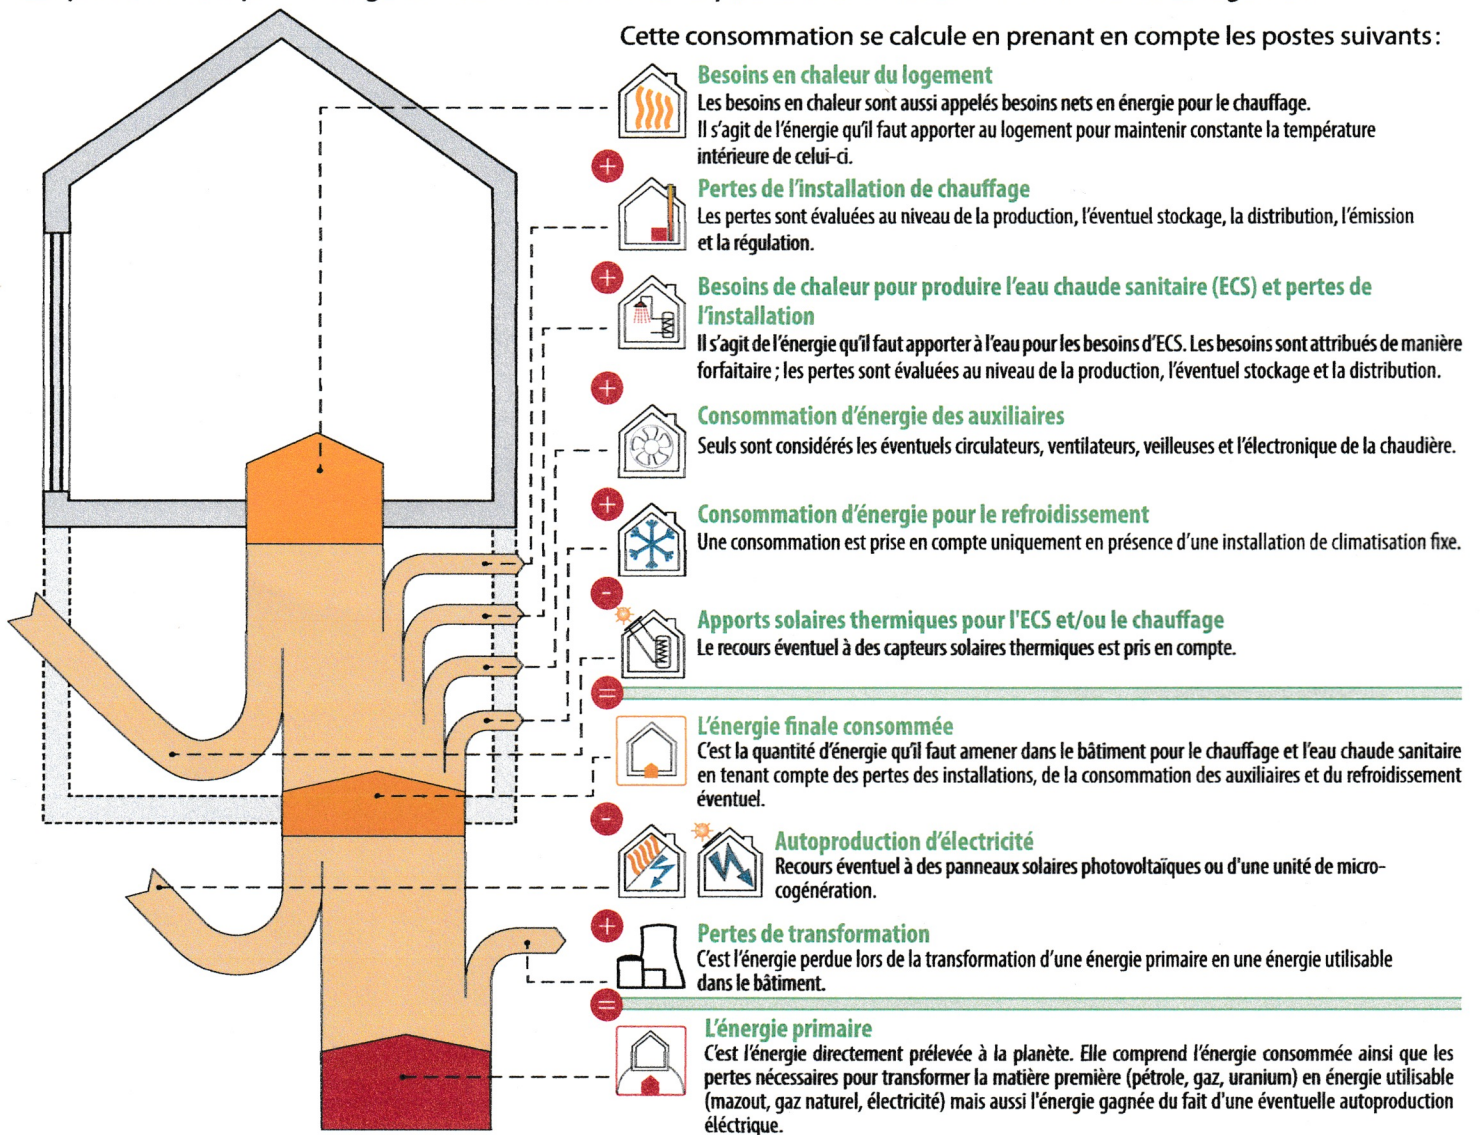 Cette consommation se calcule en prenant en compte les postes suivants :
Besoins en chaleur du logement
Les besoins en chaleur sont aussi appelés besoins nets en énergie pour le chauffage.
Il s'agit de l'énergie qu'il faut apporter au logement pour maintenir constante la température
intérieure de celui-ci.
+
Pertes de l'installation de chauffage
Les pertes sont évaluées au niveau de la production, l'éventuel stockage, la distribution, l'émission
et la régulation.
+
Besoins de chaleur pour produire l'eau chaude sanitaire (ECS) et pertes de
l'installation
Il s'agit de l'énergie qu'il faut apporter à l'eau pour les besoins d'ECS. Les besoins sont attribués de manière
forfaitaire ; les pertes sont évaluées au niveau de la production, l'éventuel stockage et la distribution.
+
Consommation d'énergie des auxiliaires
Seuls sont considérés les éventuels circulateurs, ventilateurs, veilleuses et l'électronique de la chaudière.
+
Consommation d'énergie pour le refroidissement
Une consommation est prise en compte uniquement en présence d'une installation de climatisation fixe.
-
Apports solaires thermiques pour l'ECS et/ou le chauffage
Le recours éventuel à des capteurs solaires thermiques est pris en compte.
=
L'énergie finale consommée
C'est la quantité d'énergie qu'il faut amener dans le bâtiment pour le chauffage et l'eau chaude sanitaire
en tenant compte des pertes des installations, de la consommation des auxiliaires et du refroidissement
éventuel.
-
Autoproduction d'électricité
Recours éventuel à des panneaux solaires photovoltaïques ou d'une unité de micro-
cogénération.
+
Pertes de transformation
C'est l'énergie perdue lors de la transformation d'une énergie primaire en une énergie utilisable
dans le bâtiment.
=
L'énergie primaire
C'est l'énergie directement prélevée à la planète. Elle comprend l'énergie consommée ainsi que les
pertes nécessaires pour transformer la matière première (pétrole, gaz, uranium) en énergie utilisable
(mazout, gaz naturel, électricité) mais aussi l'énergie gagnée du fait d'une éventuelle autoproduction
éléctrique.